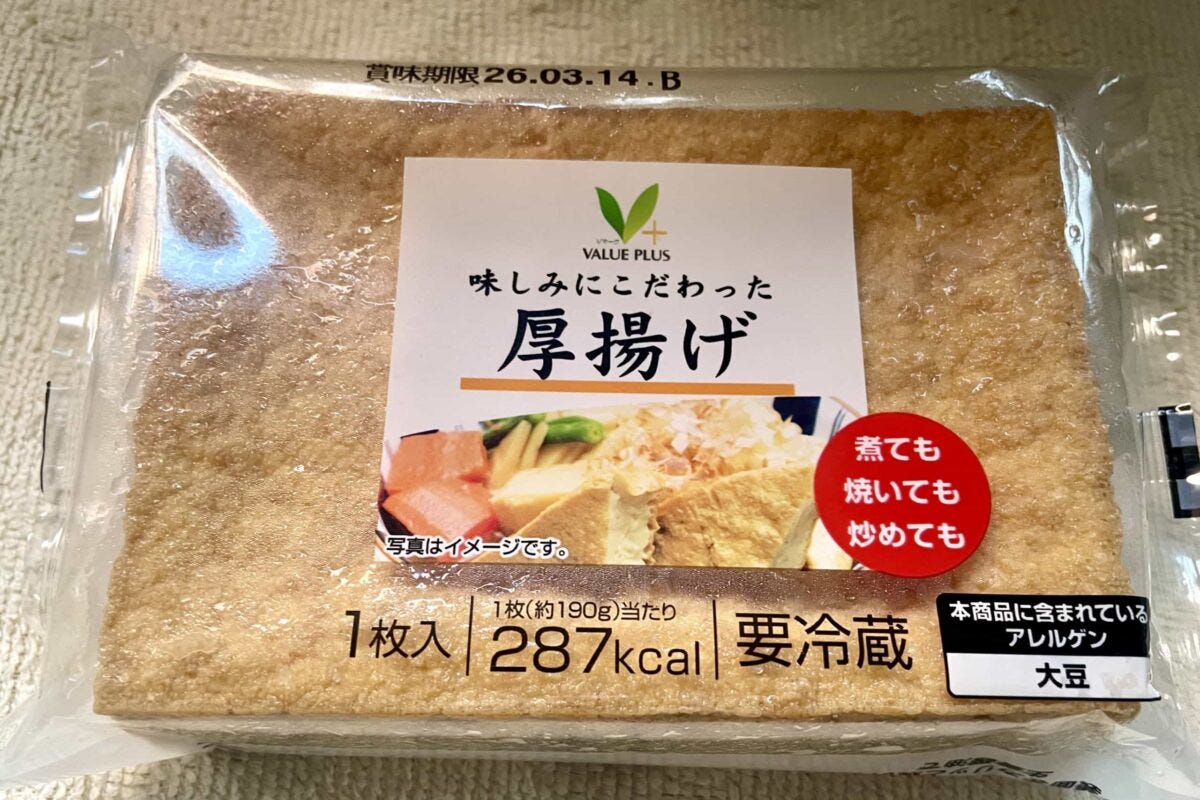 賞味期限26.03.14.B
Vマーク
VALUE PLUS
味しみにこだわった
厚揚げ
煮ても
焼いても
炒めても
写真はイメージです。
1枚入
1枚(約190g)当たり
287kcal
要冷蔵
本商品に含まれている
アレルゲン
大豆